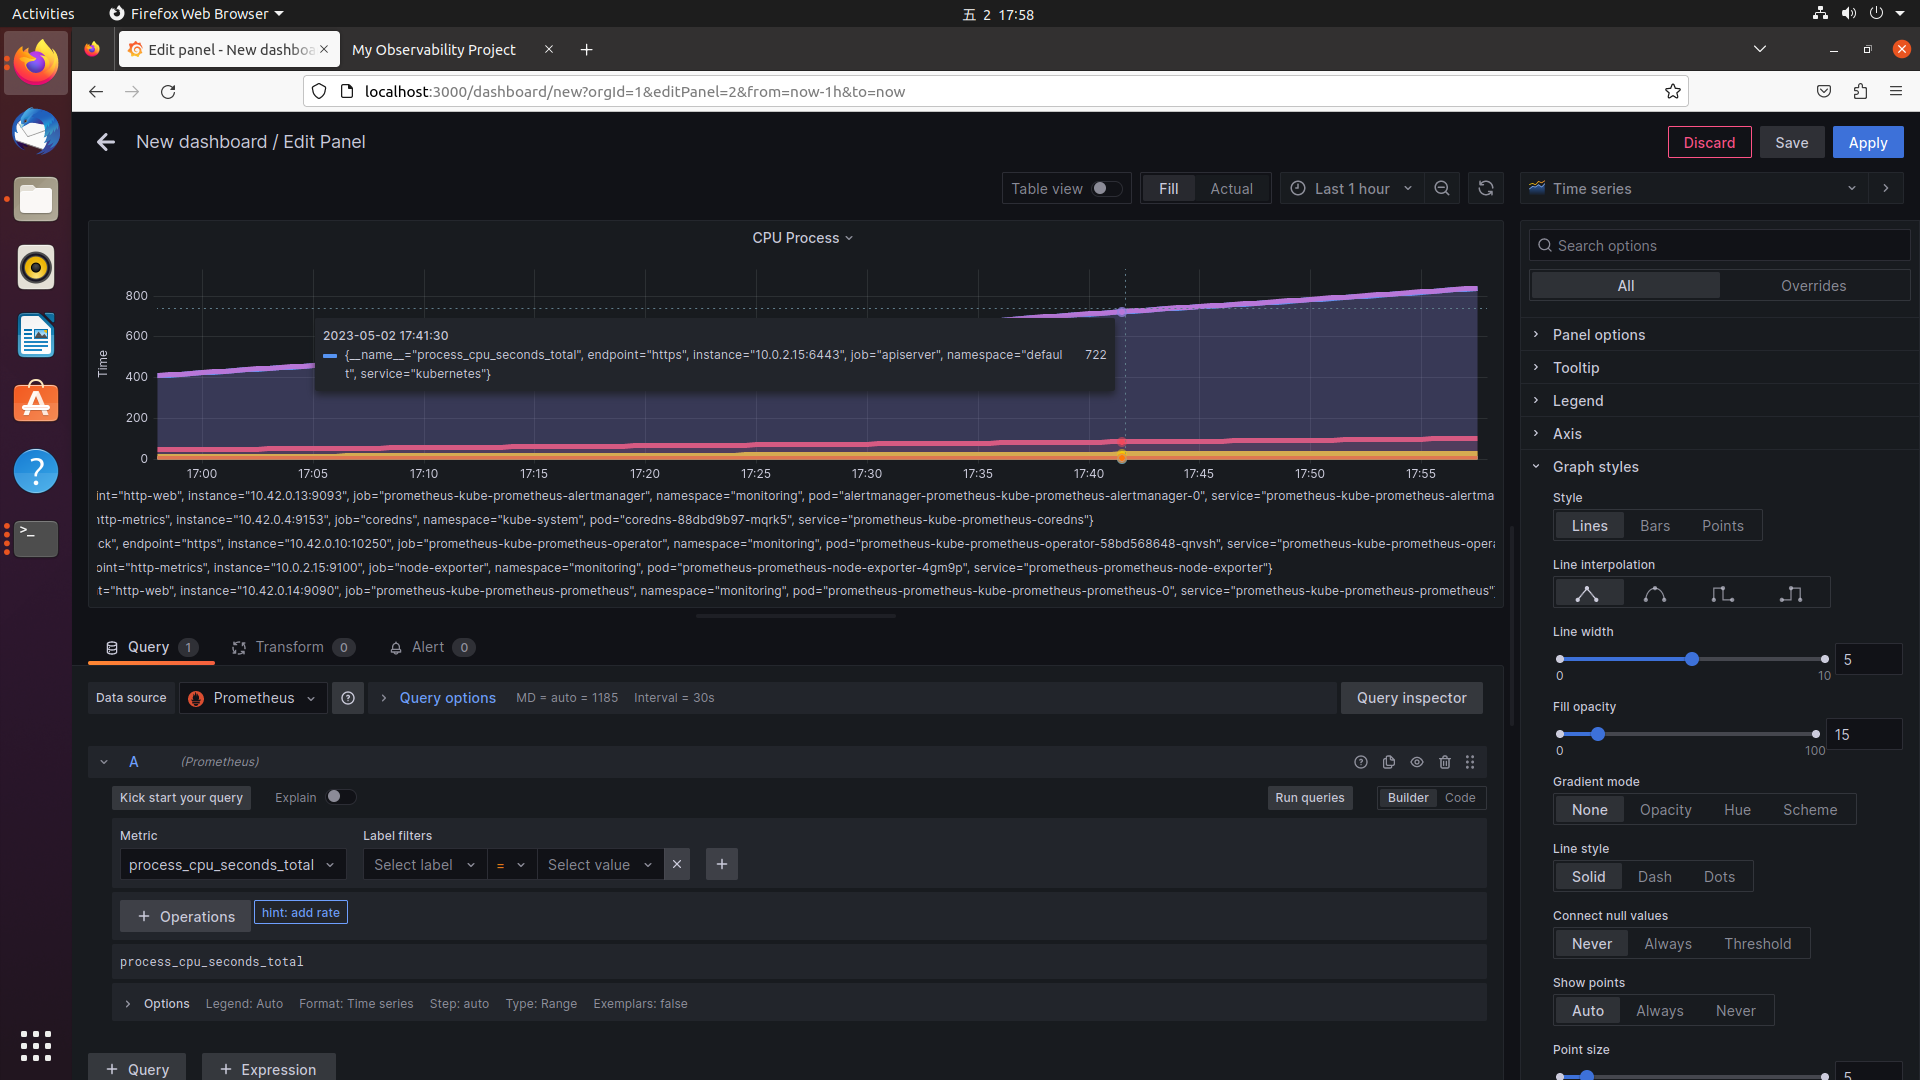 Activities
Firefox Web Browser
五 2 17:58
Edit panel - New dashboa
My Observability Project
localhost:3000/dashboard/new?orgId=1&editPanel=2&from=now-1h&to=now
New dashboard / Edit Panel
Discard
Save
Apply
Table view
Fill
Actual
Last 1 hour
Time series
CPU Process
Search options
All
Overrides
800
600
400
200
0
Time
2023-05-02 17:41:30
{__name__="process_cpu_seconds_total", endpoint="https", instance="10.0.2.15:6443", job="apiserver", namespace="defaul 722
t", service="kubernetes"}
17:00 17:05 17:10 17:15 17:20 17:25 17:30 17:35 17:40 17:45 17:50 17:55
int="http-web", instance="10.42.0.13:9093", job="prometheus-kube-prometheus-alertmanager", namespace="monitoring", pod="alertmanager-prometheus-kube-prometheus-alertmanager-0", service="prometheus-kube-prometheus-alertma
ttp-metrics", instance="10.42.0.4:9153", job="coredns", namespace="kube-system", pod="coredns-88dbd9b97-mqrk5", service="prometheus-kube-prometheus-coredns"}
ck", endpoint="https", instance="10.42.0.10:10250", job="prometheus-kube-prometheus-operator", namespace="monitoring", pod="prometheus-kube-prometheus-operator-58bd568648-qnvsh", service="prometheus-kube-prometheus-opera
oint="http-metrics", instance="10.0.2.15:9100", job="node-exporter", namespace="monitoring", pod="prometheus-prometheus-node-exporter-4gm9p", service="prometheus-prometheus-node-exporter"}
t="http-web", instance="10.42.0.14:9090", job="prometheus-kube-prometheus-prometheus", namespace="monitoring", pod="prometheus-prometheus-kube-prometheus-prometheus-0", service="prometheus-kube-prometheus-prometheus"
Query 1
Transform 0
Alert 0
Data source
Prometheus
Query options
MD = auto = 1185
Interval = 30s
Query inspector
A
(Prometheus)
Kick start your query
Explain
Run queries
Builder
Code
Metric
Label filters
process_cpu_seconds_total
Select label
=
Select value
Operations
hint: add rate
process_cpu_seconds_total
Options
Legend: Auto
Format: Time series
Step: auto
Type: Range
Exemplars: false
+ Query
+ Expression
Panel options
Tooltip
Legend
Axis
Graph styles
Style
Lines
Bars
Points
Line interpolation
Line width
5
0
10
Fill opacity
15
0
100
Gradient mode
None
Opacity
Hue
Scheme
Line style
Solid
Dash
Dots
Connect null values
Never
Always
Threshold
Show points
Auto
Always
Never
Point size
5